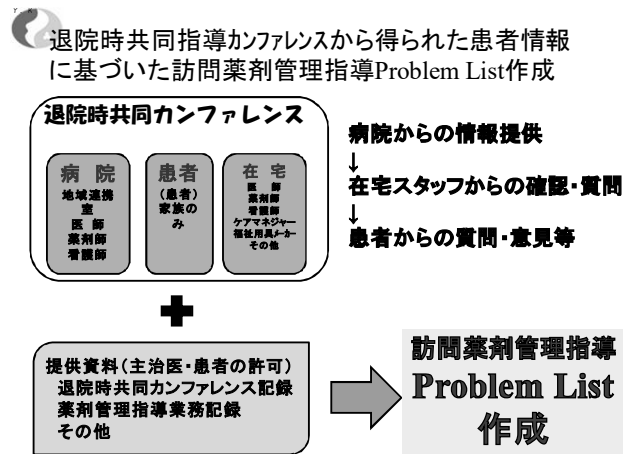 Y - K
退院時共同指導カンファレンスから得られた患者情報
に基づいた訪問薬剤管理指導Problem List作成
退院時共同カンファレンス
病 院
地域連携
室
医 師
薬剤師
看護師
患者
(患者)
家族の
み
在 宅
医 師
薬剤師
看護師
ケアマネジャー
福祉用具メーカー
その他
病院からの情報提供
↓
在宅スタッフからの確認・質問
↓
患者からの質問・意見等
提供資料(主治医・患者の許可)
退院時共同カンファレンス記録
薬剤管理指導業務記録
その他
訪問薬剤管理指導
Problem List
作成